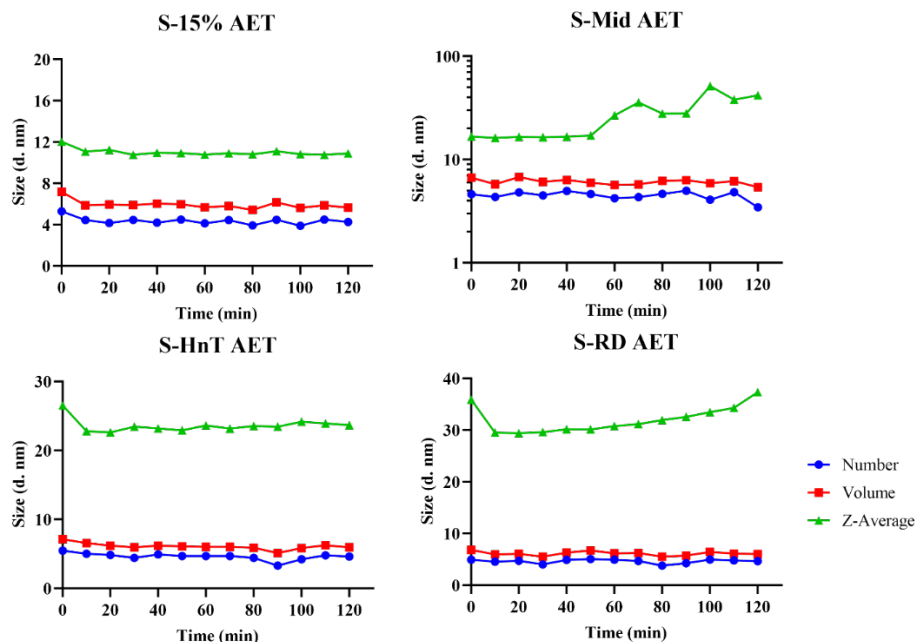 S-15% AET
Size (d. nm)
20
16
12
8
4
0
0 20 40 60 80 100 120
Time (min)
S-Mid AET
Size (d. nm)
100
10
1
0 20 40 60 80 100 120
Time (min)
S-HnT AET
Size (d. nm)
30
20
10
0
0 20 40 60 80 100 120
Time (min)
S-RD AET
Size (d. nm)
40
30
20
10
0
0 20 40 60 80 100 120
Time (min)
Number
Volume
Z-Average